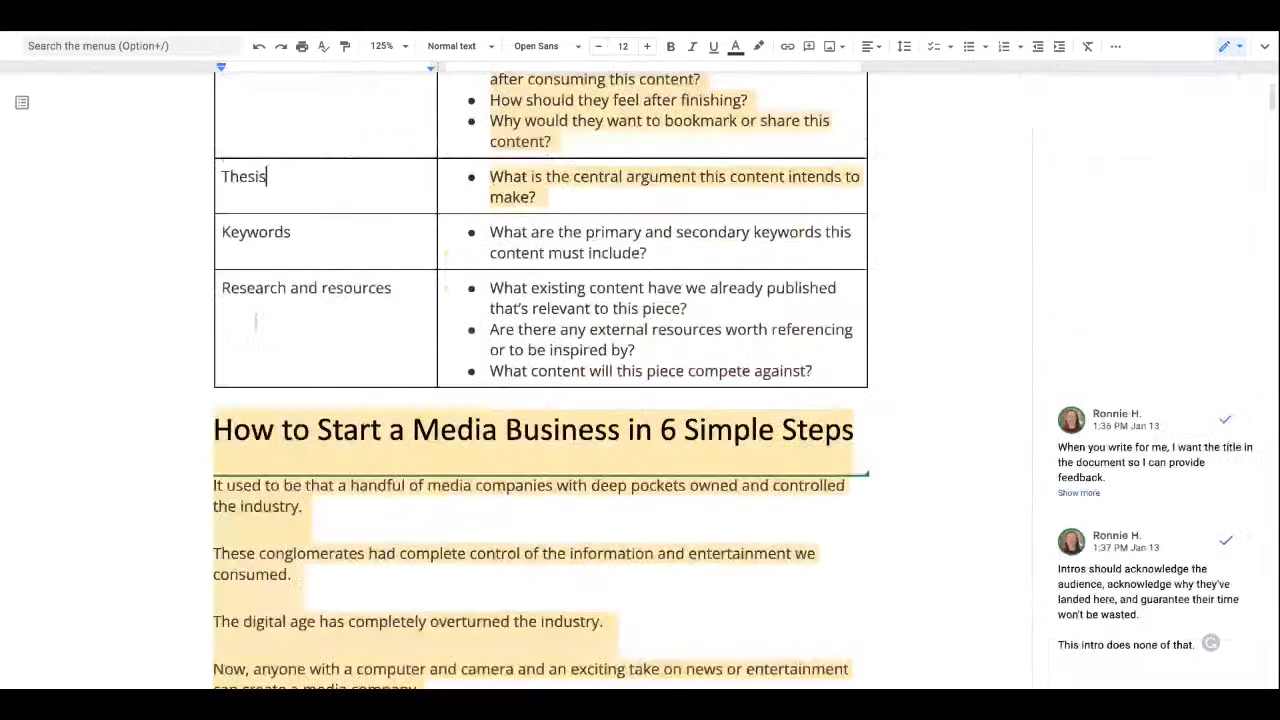 Search the menus (Option+/)
125%
Normal text
Open Sans
12
after consuming this content?
How should they feel after finishing?
Why would they want to bookmark or share this
content?
Thesis
What is the central argument this content intends to
make?
Keywords
What are the primary and secondary keywords this
content must include?
Research and resources
What existing content have we already published
that's relevant to this piece?
Are there any external resources worth referencing
or to be inspired by?
What content will this piece compete against?
How to Start a Media Business in 6 Simple Steps
It used to be that a handful of media companies with deep pockets owned and controlled
the industry.
These conglomerates had complete control of the information and entertainment we
consumed.
The digital age has completely overturned the industry.
Now, anyone with a computer and camera and an exciting take on news or entertainment
can create a media company.
Ronnie H.
1:36 PM Jan 13
When you write for me, I want the title in
the document so I can provide
feedback.
Show more
Ronnie H.
1:37 PM Jan 13
Intros should acknowledge the
audience, acknowledge why they've
landed here, and guarantee their time
won't be wasted.
This intro does none of that.